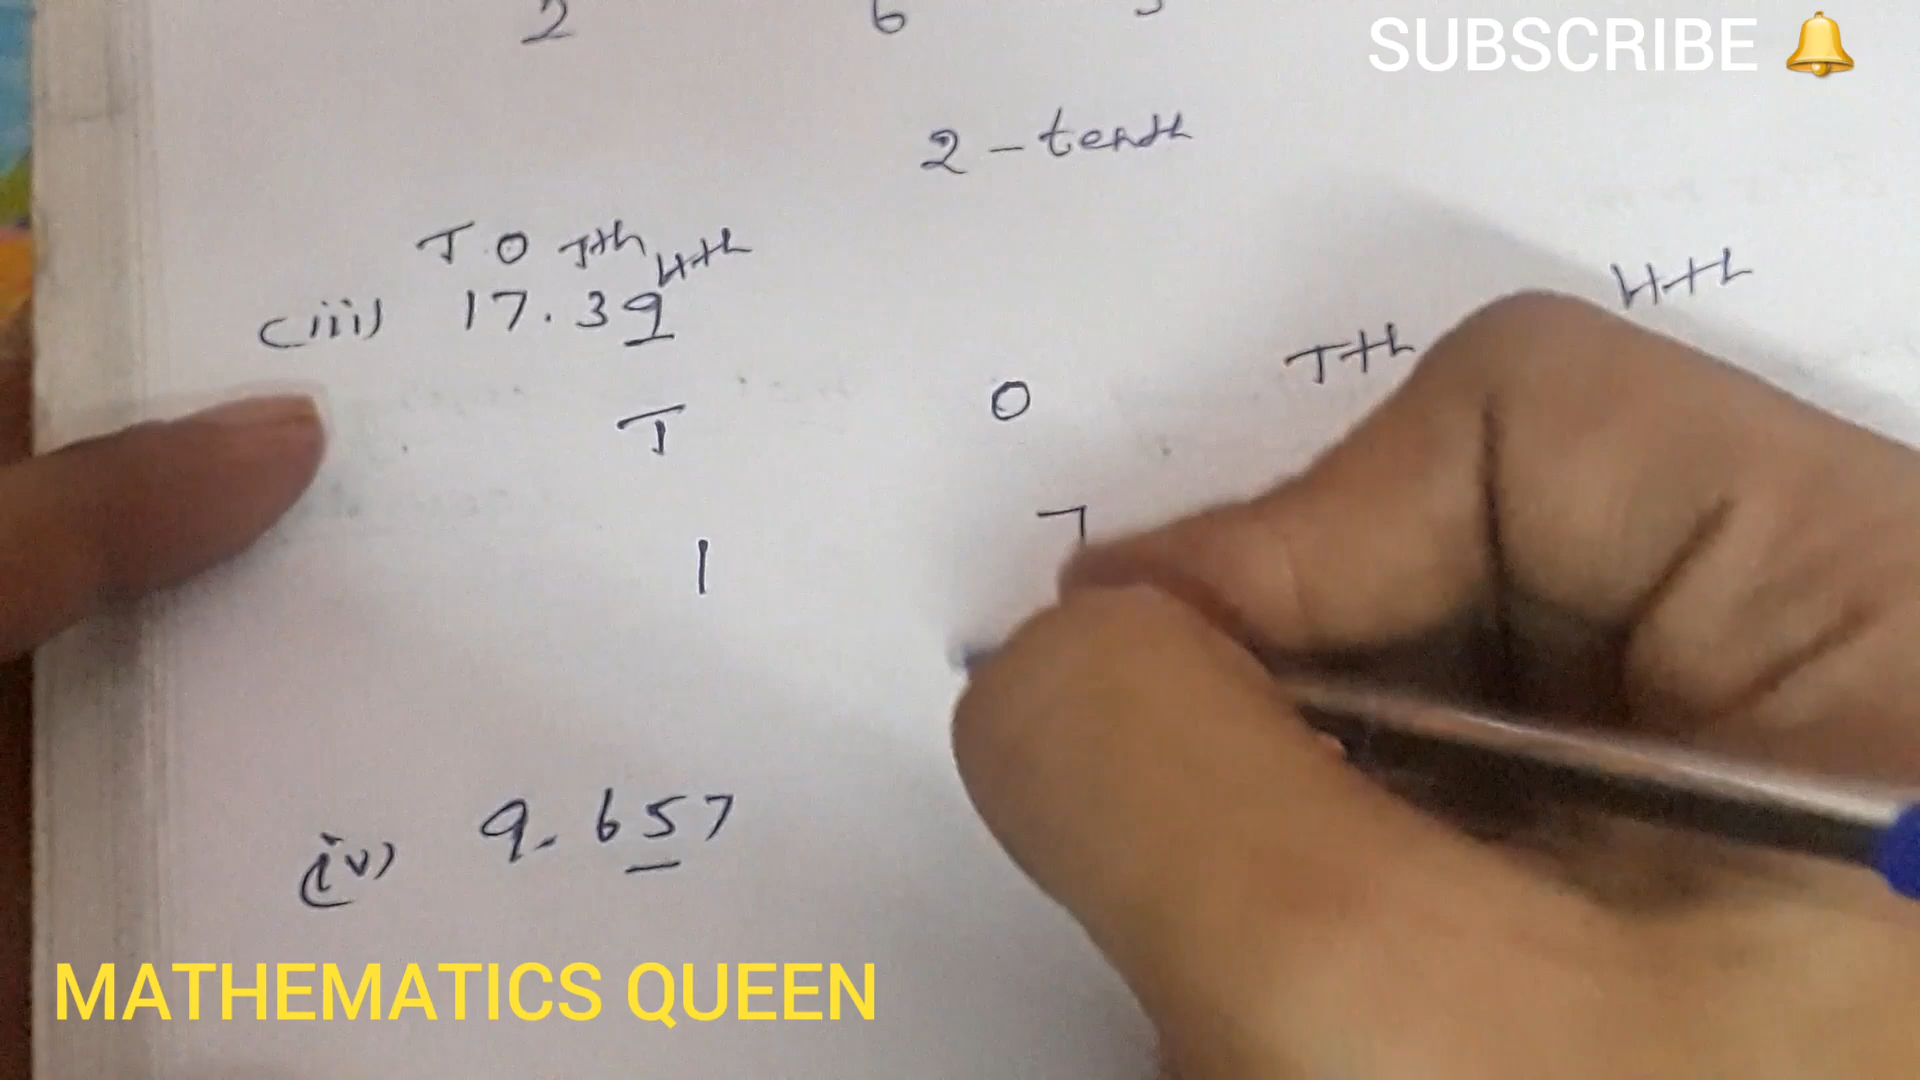 2 6
SUBSCRIBE 🔔
2 - tenth
T O Tth Hth
(iii) 17.39
T O Tth Hth
1 7
(iv) 9.657
MATHEMATICS QUEEN